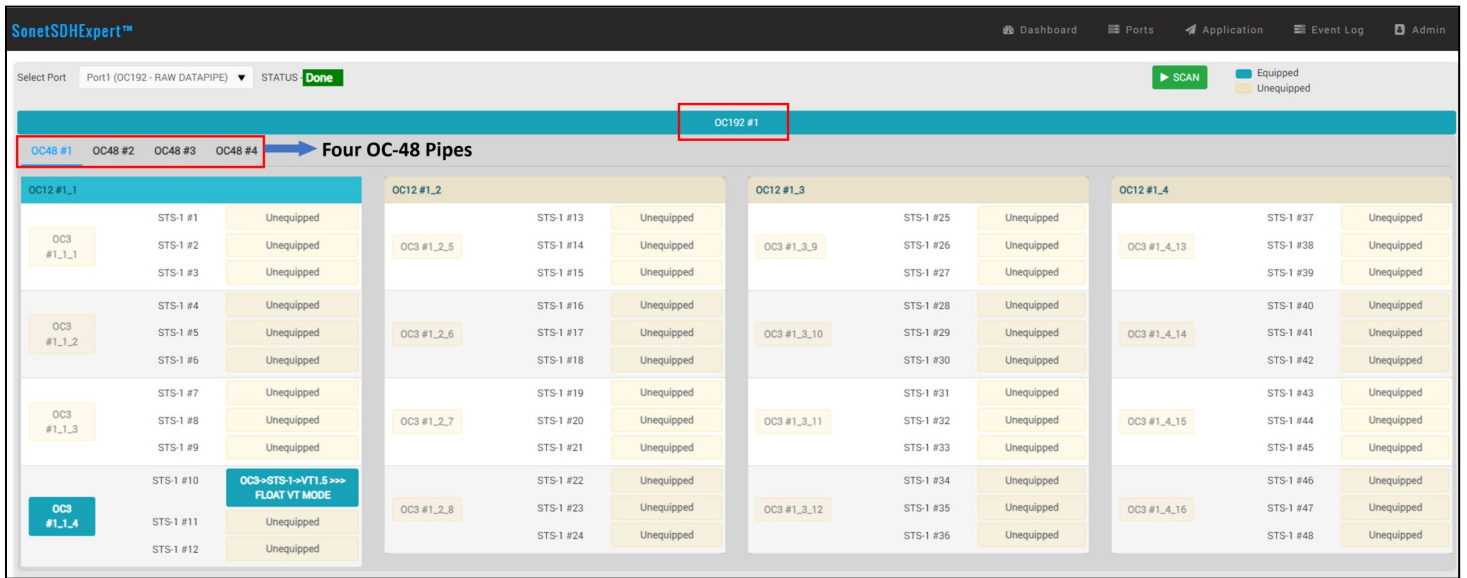 SonetSDHExpert™
Dashboard Ports Application Event Log Admin
Select Port Port1 (OC192 - RAW DATAPIPE) STATUS - Done SCAN Equipped
Unequipped
OC192 #1
OC48 #1 OC48 #2 OC48 #3 OC48 #4 Four OC-48 Pipes
OC12 #1_1
OC3 #1_1_1
STS-1 #1 Unequipped
STS-1 #2 Unequipped
STS-1 #3 Unequipped
OC3 #1_1_2
STS-1 #4 Unequipped
STS-1 #5 Unequipped
STS-1 #6 Unequipped
OC3 #1_1_3
STS-1 #7 Unequipped
STS-1 #8 Unequipped
STS-1 #9 Unequipped
OC3 #1_1_4
STS-1 #10 OC3->STS-1->VT1.5 >>>
FLOAT VT MODE
STS-1 #11 Unequipped
STS-1 #12 Unequipped
OC12 #1_2
OC3 #1_2_5
STS-1 #13 Unequipped
STS-1 #14 Unequipped
STS-1 #15 Unequipped
OC3 #1_2_6
STS-1 #16 Unequipped
STS-1 #17 Unequipped
STS-1 #18 Unequipped
OC3 #1_2_7
STS-1 #19 Unequipped
STS-1 #20 Unequipped
STS-1 #21 Unequipped
OC3 #1_2_8
STS-1 #22 Unequipped
STS-1 #23 Unequipped
STS-1 #24 Unequipped
OC12 #1_3
OC3 #1_3_9
STS-1 #25 Unequipped
STS-1 #26 Unequipped
STS-1 #27 Unequipped
OC3 #1_3_10
STS-1 #28 Unequipped
STS-1 #29 Unequipped
STS-1 #30 Unequipped
OC3 #1_3_11
STS-1 #31 Unequipped
STS-1 #32 Unequipped
STS-1 #33 Unequipped
OC3 #1_3_12
STS-1 #34 Unequipped
STS-1 #35 Unequipped
STS-1 #36 Unequipped
OC12 #1_4
OC3 #1_4_13
STS-1 #37 Unequipped
STS-1 #38 Unequipped
STS-1 #39 Unequipped
OC3 #1_4_14
STS-1 #40 Unequipped
STS-1 #41 Unequipped
STS-1 #42 Unequipped
OC3 #1_4_15
STS-1 #43 Unequipped
STS-1 #44 Unequipped
STS-1 #45 Unequipped
OC3 #1_4_16
STS-1 #46 Unequipped
STS-1 #47 Unequipped
STS-1 #48 Unequipped